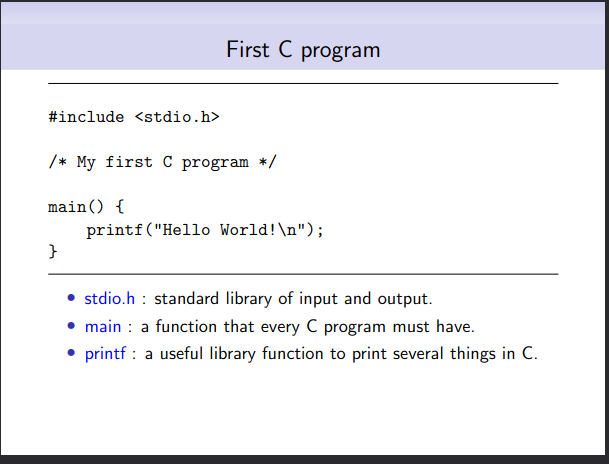 First C program
#include <stdio.h>
/* My first C program */
main() {
    printf("Hello World!\n");
}
• stdio.h : standard library of input and output.
• main : a function that every C program must have.
• printf : a useful library function to print several things in C.